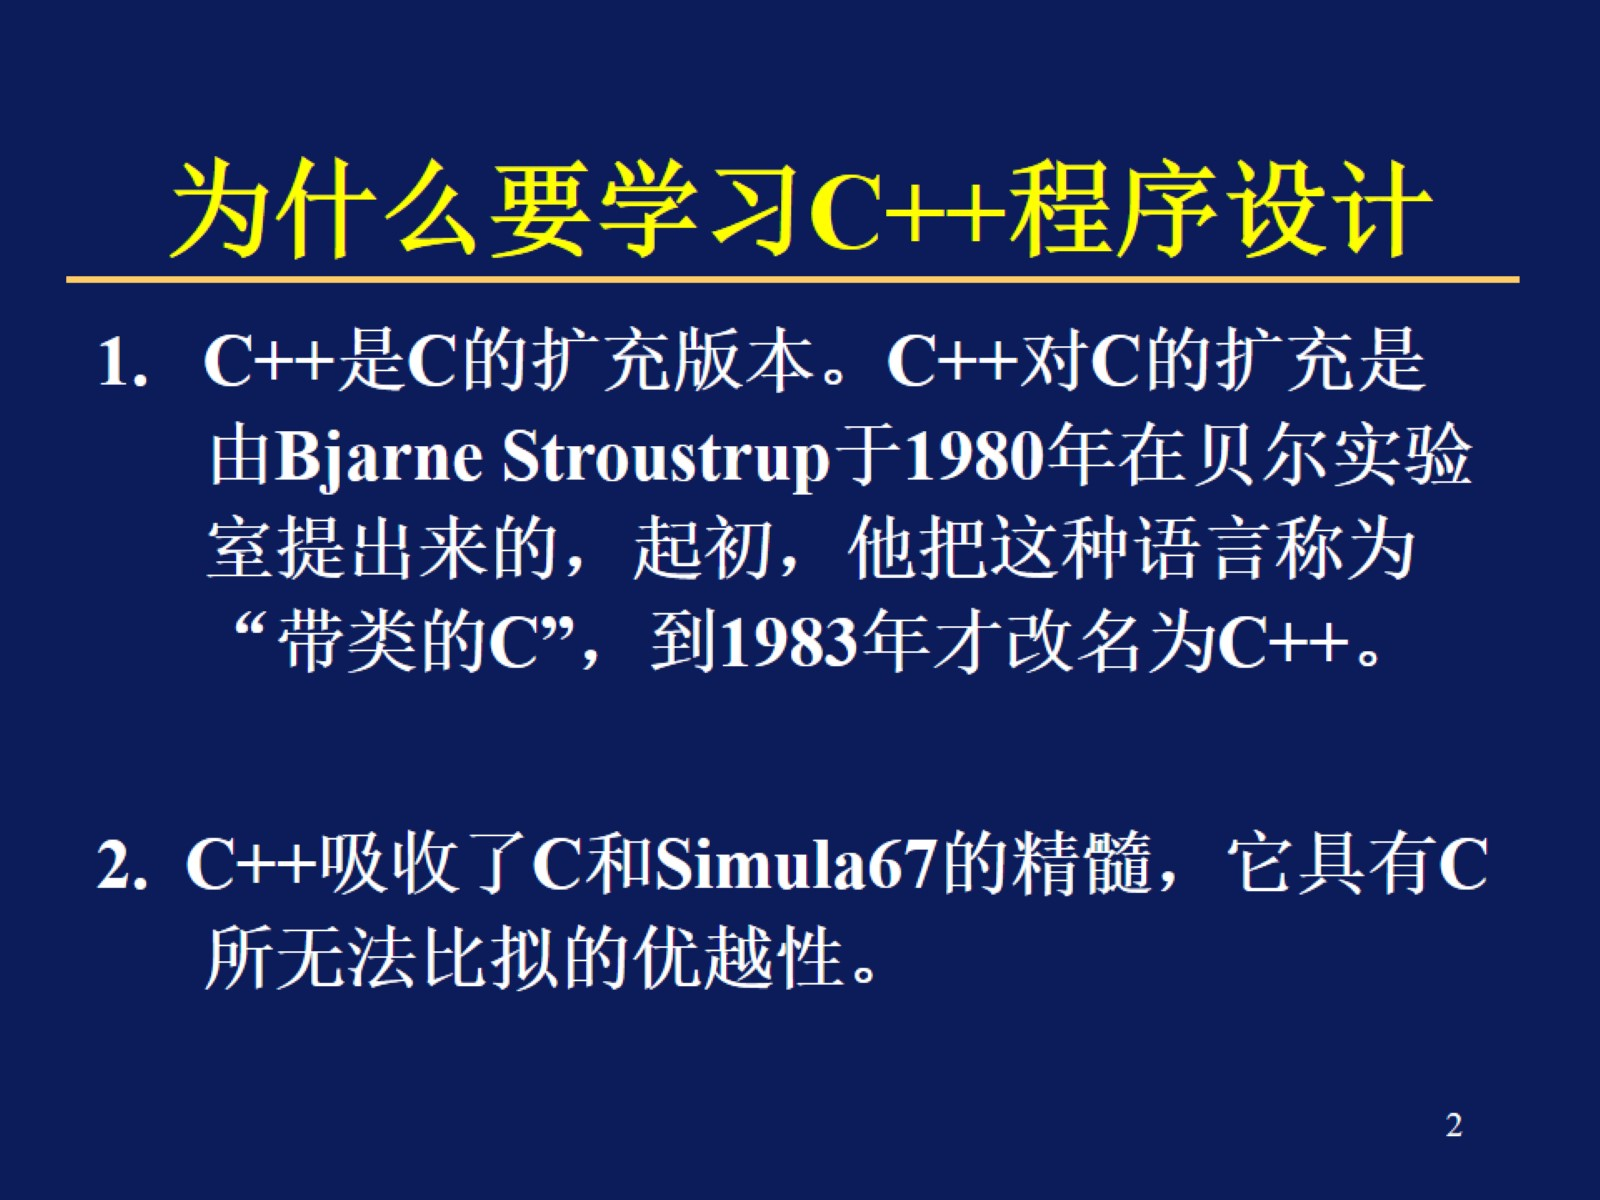 为什么要学习C++程序设计
1. C++是C的扩充版本。C++对C的扩充是
由Bjarne Stroustrup于1980年在贝尔实验
室提出来的，起初，他把这种语言称为
“带类的C”，到1983年才改名为C++。
2. C++吸收了C和Simula67的精髓，它具有C
所无法比拟的优越性。
2